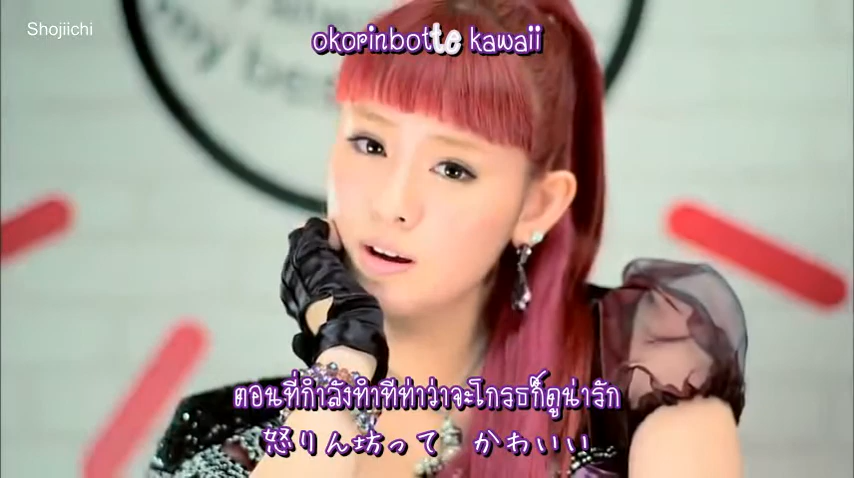 Shojiichi
okorinbotte kawaii
my be
ตอนที่กำลังทำทีท่าว่าจะโกรธก็ดูน่ารัก
怒りん坊って かわいい